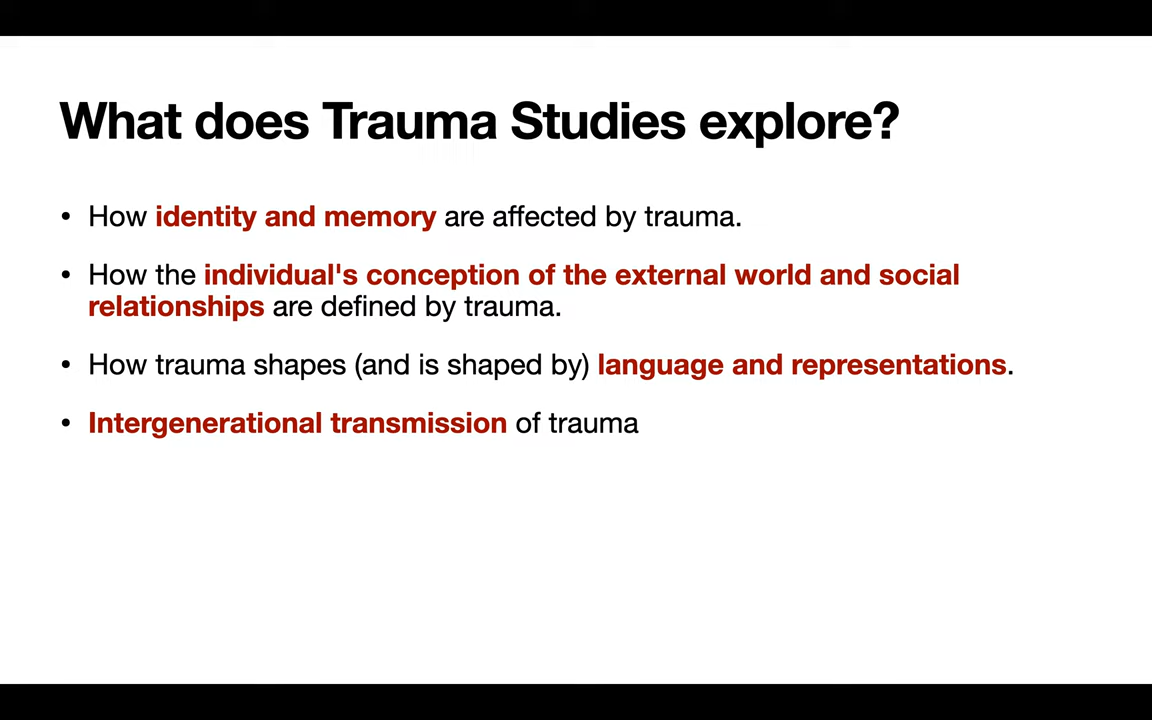 What does Trauma Studies explore?
• How identity and memory are affected by trauma.
• How the individual's conception of the external world and social
relationships are defined by trauma.
• How trauma shapes (and is shaped by) language and representations.
• Intergenerational transmission of trauma